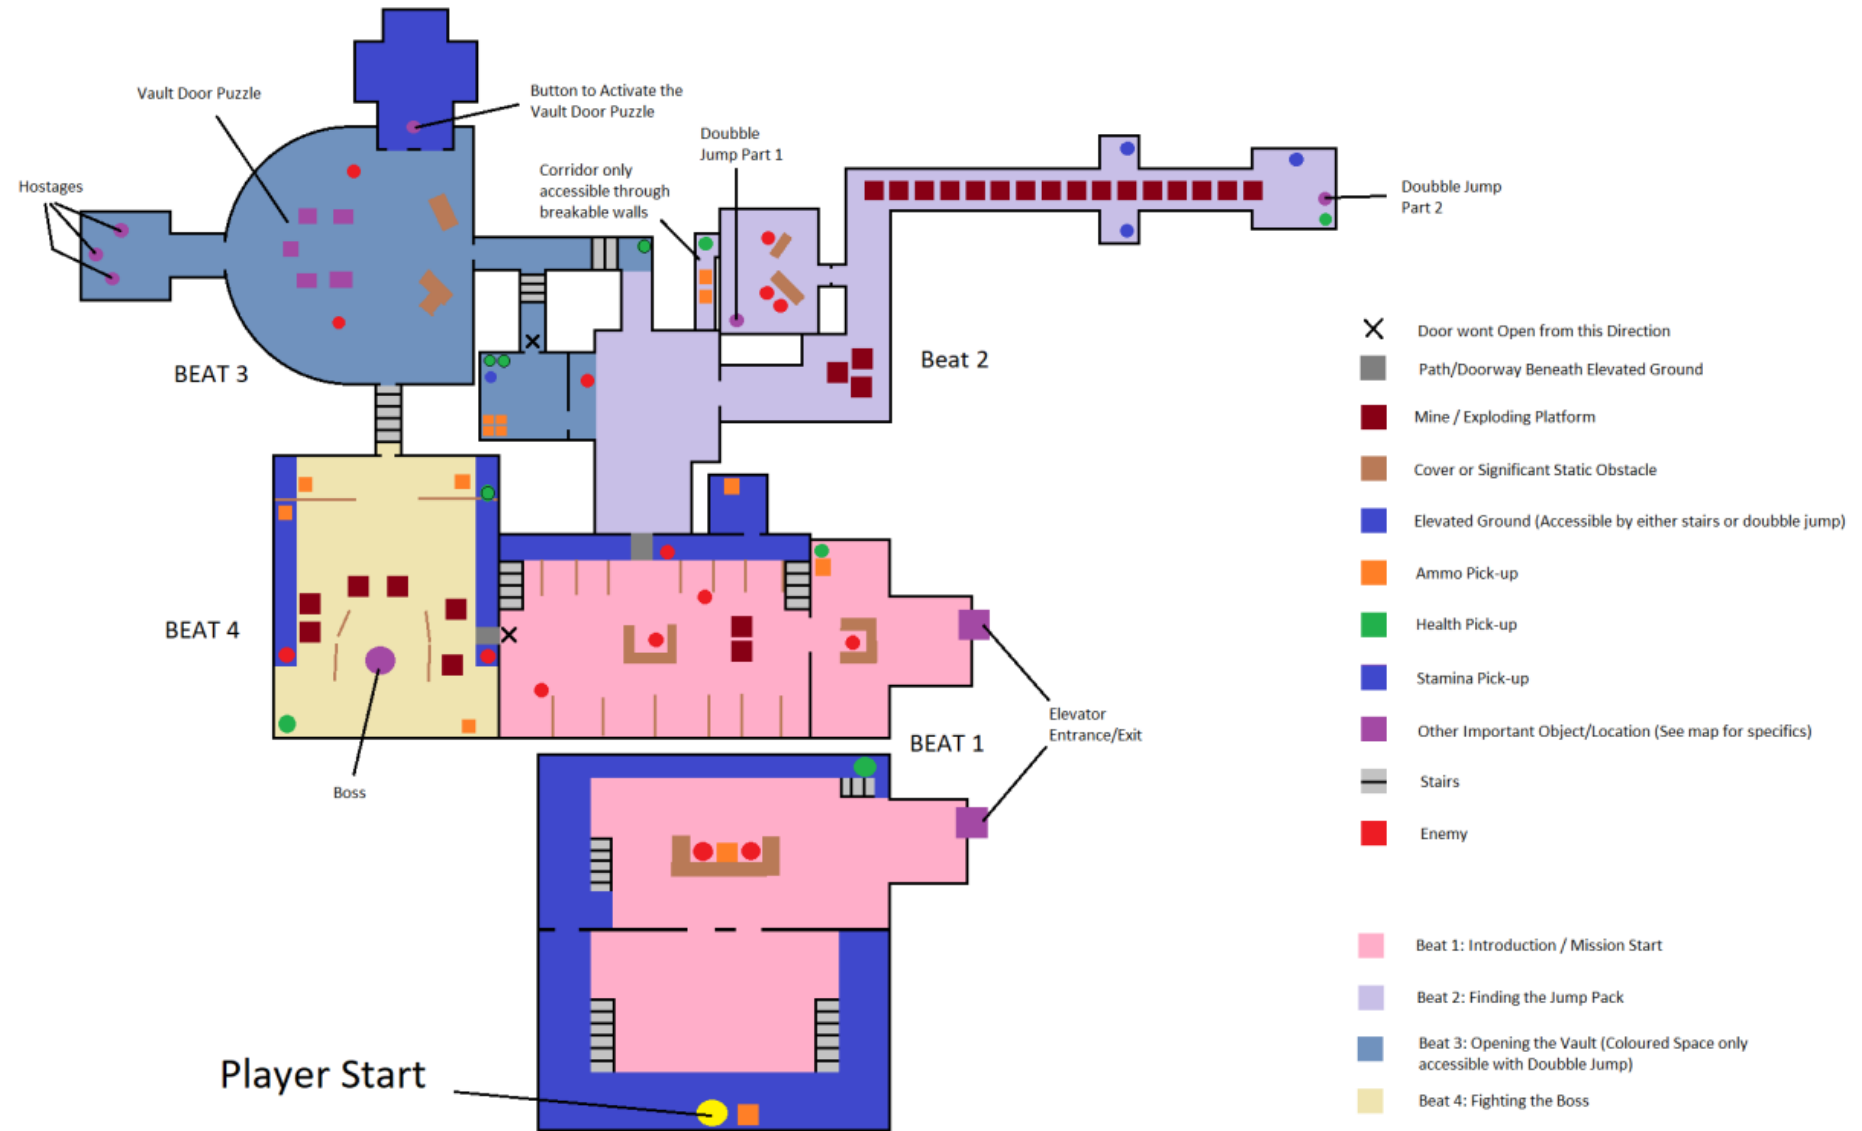 Vault Door Puzzle
Button to Activate the
Vault Door Puzzle
Doubble
Jump Part 1
Corridor only
accessible through
breakable walls
Hostages
Doubble Jump
Part 2
BEAT 3
Beat 2
BEAT 4
BEAT 1
Elevator
Entrance/Exit
Boss
Player Start
Door wont Open from this Direction
Path/Doorway Beneath Elevated Ground
Mine / Exploding Platform
Cover or Significant Static Obstacle
Elevated Ground (Accessible by either stairs or doubble jump)
Ammo Pick-up
Health Pick-up
Stamina Pick-up
Other Important Object/Location (See map for specifics)
Stairs
Enemy
Beat 1: Introduction / Mission Start
Beat 2: Finding the Jump Pack
Beat 3: Opening the Vault (Coloured Space only
accessible with Doubble Jump)
Beat 4: Fighting the Boss